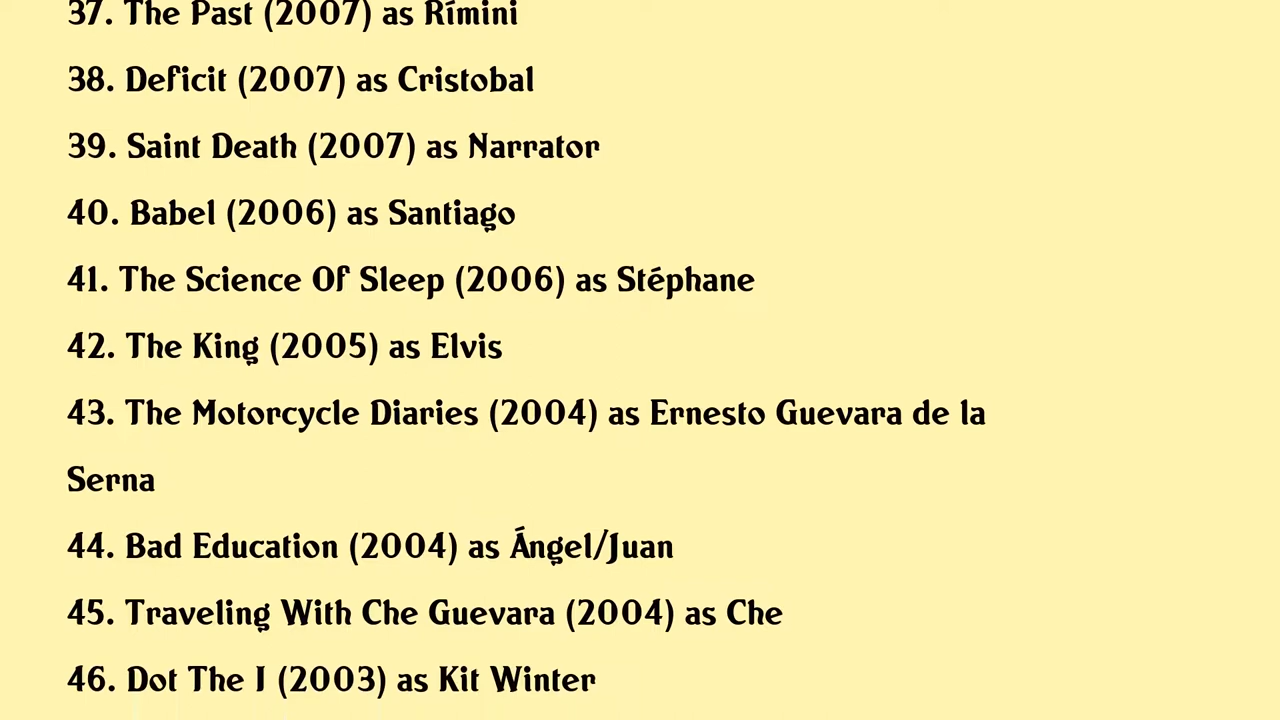 37. The Past (2007) as Rímini
38. Deficit (2007) as Cristobal
39. Saint Death (2007) as Narrator
40. Babel (2006) as Santiago
41. The Science Of Sleep (2006) as Stéphane
42. The King (2005) as Elvis
43. The Motorcycle Diaries (2004) as Ernesto Guevara de la
Serna
44. Bad Education (2004) as Ángel/Juan
45. Traveling With Che Guevara (2004) as Che
46. Dot The I (2003) as Kit Winter